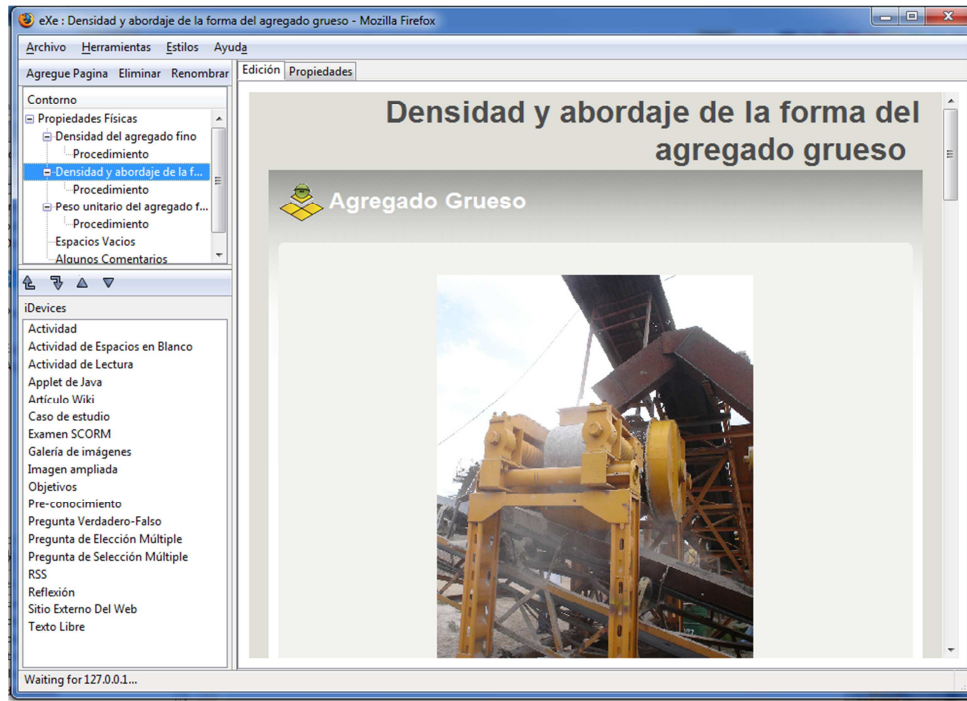 eXe : Densidad y abordaje de la forma del agregado grueso - Mozilla Firefox
Archivo Herramientas Estilos Ayuda
Agregue Pagina Eliminar Renombrar
Edición Propiedades
Contorno
Propiedades Físicas
Densidad del agregado fino
Procedimiento
Densidad y abordaje de la f...
Procedimiento
Peso unitario del agregado f...
Procedimiento
Espacios Vacios
Algunos Comentarios
iDevices
Actividad
Actividad de Espacios en Blanco
Actividad de Lectura
Applet de Java
Artículo Wiki
Caso de estudio
Examen SCORM
Galería de imágenes
Imagen ampliada
Objetivos
Pre-conocimiento
Pregunta Verdadero-Falso
Pregunta de Elección Múltiple
Pregunta de Selección Múltiple
RSS
Reflexión
Sitio Externo Del Web
Texto Libre
Densidad y abordaje de la forma del
agregado grueso
Agregado Grueso
Waiting for 127.0.0.1...